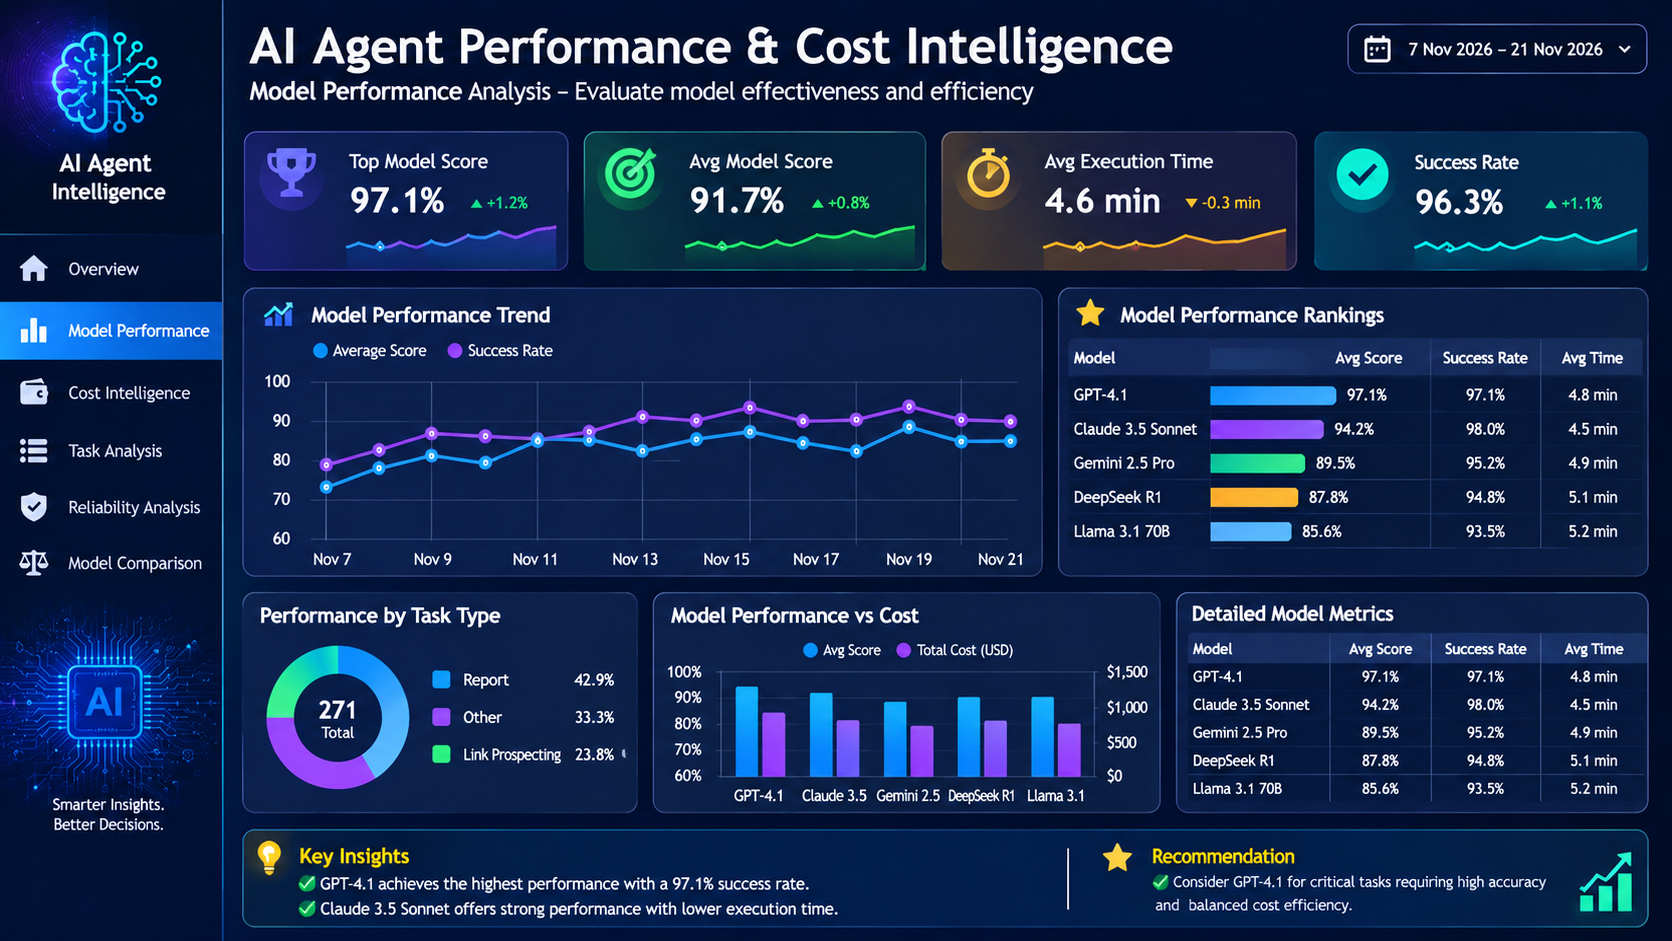 AI Agent
Intelligence
Overview
Model Performance
Cost Intelligence
Task Analysis
Reliability Analysis
Model Comparison
AI
Smarter Insights.
Better Decisions.
AI Agent Performance & Cost Intelligence
Model Performance Analysis – Evaluate model effectiveness and efficiency
7 Nov 2026 – 21 Nov 2026
Top Model Score
97.1% ▲ +1.2%
Avg Model Score
91.7% ▲ +0.8%
Avg Execution Time
4.6 min ▼ -0.3 min
Success Rate
96.3% ▲ +1.1%
Model Performance Trend
Average Score Success Rate
100
90
80
70
60
Nov 7 Nov 9 Nov 11 Nov 13 Nov 15 Nov 17 Nov 19 Nov 21
Model Performance Rankings
Model Avg Score Success Rate Avg Time
GPT-4.1 97.1% 97.1% 4.8 min
Claude 3.5 Sonnet 94.2% 98.0% 4.5 min
Gemini 2.5 Pro 89.5% 95.2% 4.9 min
DeepSeek R1 87.8% 94.8% 5.1 min
Llama 3.1 70B 85.6% 93.5% 5.2 min
Performance by Task Type
271
Total
Report 42.9%
Other 33.3%
Link Prospecting 23.8%
Model Performance vs Cost
Avg Score Total Cost (USD)
100% $1,500
90% $1,000
80%
70% $500
60% $0
GPT-4.1 Claude 3.5 Gemini 2.5 DeepSeek R1 Llama 3.1
Detailed Model Metrics
Model Avg Score Success Rate Avg Time
GPT-4.1 97.1% 97.1% 4.8 min
Claude 3.5 Sonnet 94.2% 98.0% 4.5 min
Gemini 2.5 Pro 89.5% 95.2% 4.9 min
DeepSeek R1 87.8% 94.8% 5.1 min
Llama 3.1 70B 85.6% 93.5% 5.2 min
Key Insights
GPT-4.1 achieves the highest performance with a 97.1% success rate.
Claude 3.5 Sonnet offers strong performance with lower execution time.
Recommendation
Consider GPT-4.1 for critical tasks requiring high accuracy
and balanced cost efficiency.